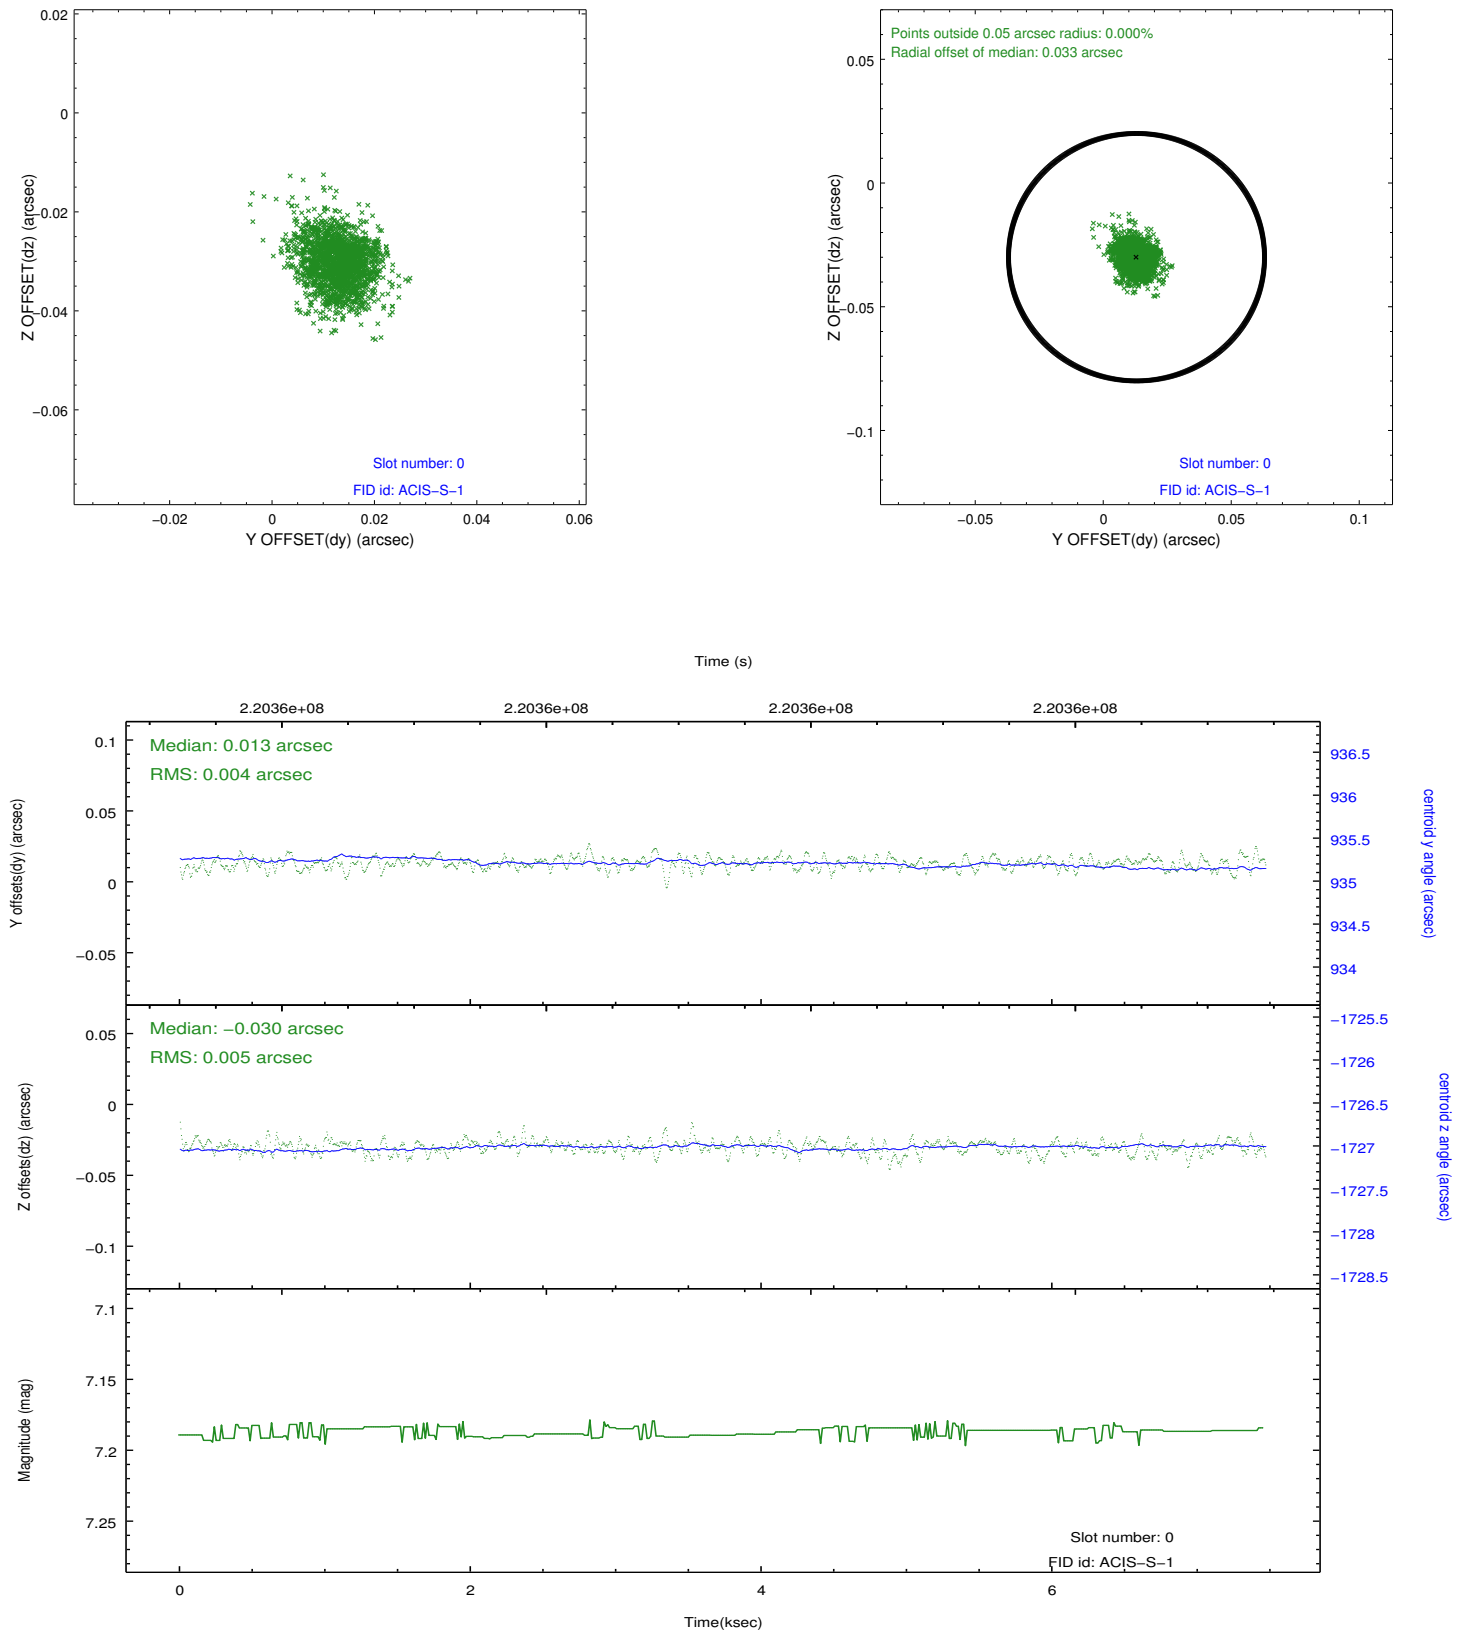 0.02
0
−0.02
−0.04
−0.06
Z OFFSET(dz) (arcsec)
Slot number: 0
FID id: ACIS−S−1
−0.02
0
0.02
0.04
0.06
Y OFFSET(dy) (arcsec)
Points outside 0.05 arcsec radius: 0.000%
Radial offset of median: 0.033 arcsec
0.05
0
−0.05
−0.1
Z OFFSET(dz) (arcsec)
Slot number: 0
FID id: ACIS−S−1
−0.05
0
0.05
0.1
Y OFFSET(dy) (arcsec)
Time (s)
2.2036e+08
2.2036e+08
2.2036e+08
2.2036e+08
Median: 0.013 arcsec
RMS: 0.004 arcsec
0.1
0.05
0
−0.05
Y offsets(dy) (arcsec)
936.5
936
935.5
935
934.5
934
centroid y angle (arcsec)
Median: −0.030 arcsec
RMS: 0.005 arcsec
0.05
0
−0.05
−0.1
Z offsets(dz) (arcsec)
−1725.5
−1726
−1726.5
−1727
−1727.5
−1728
−1728.5
centroid z angle (arcsec)
7.1
7.15
7.2
7.25
Magnitude (mag)
Slot number: 0
FID id: ACIS−S−1
0
2
4
6
Time(ksec)